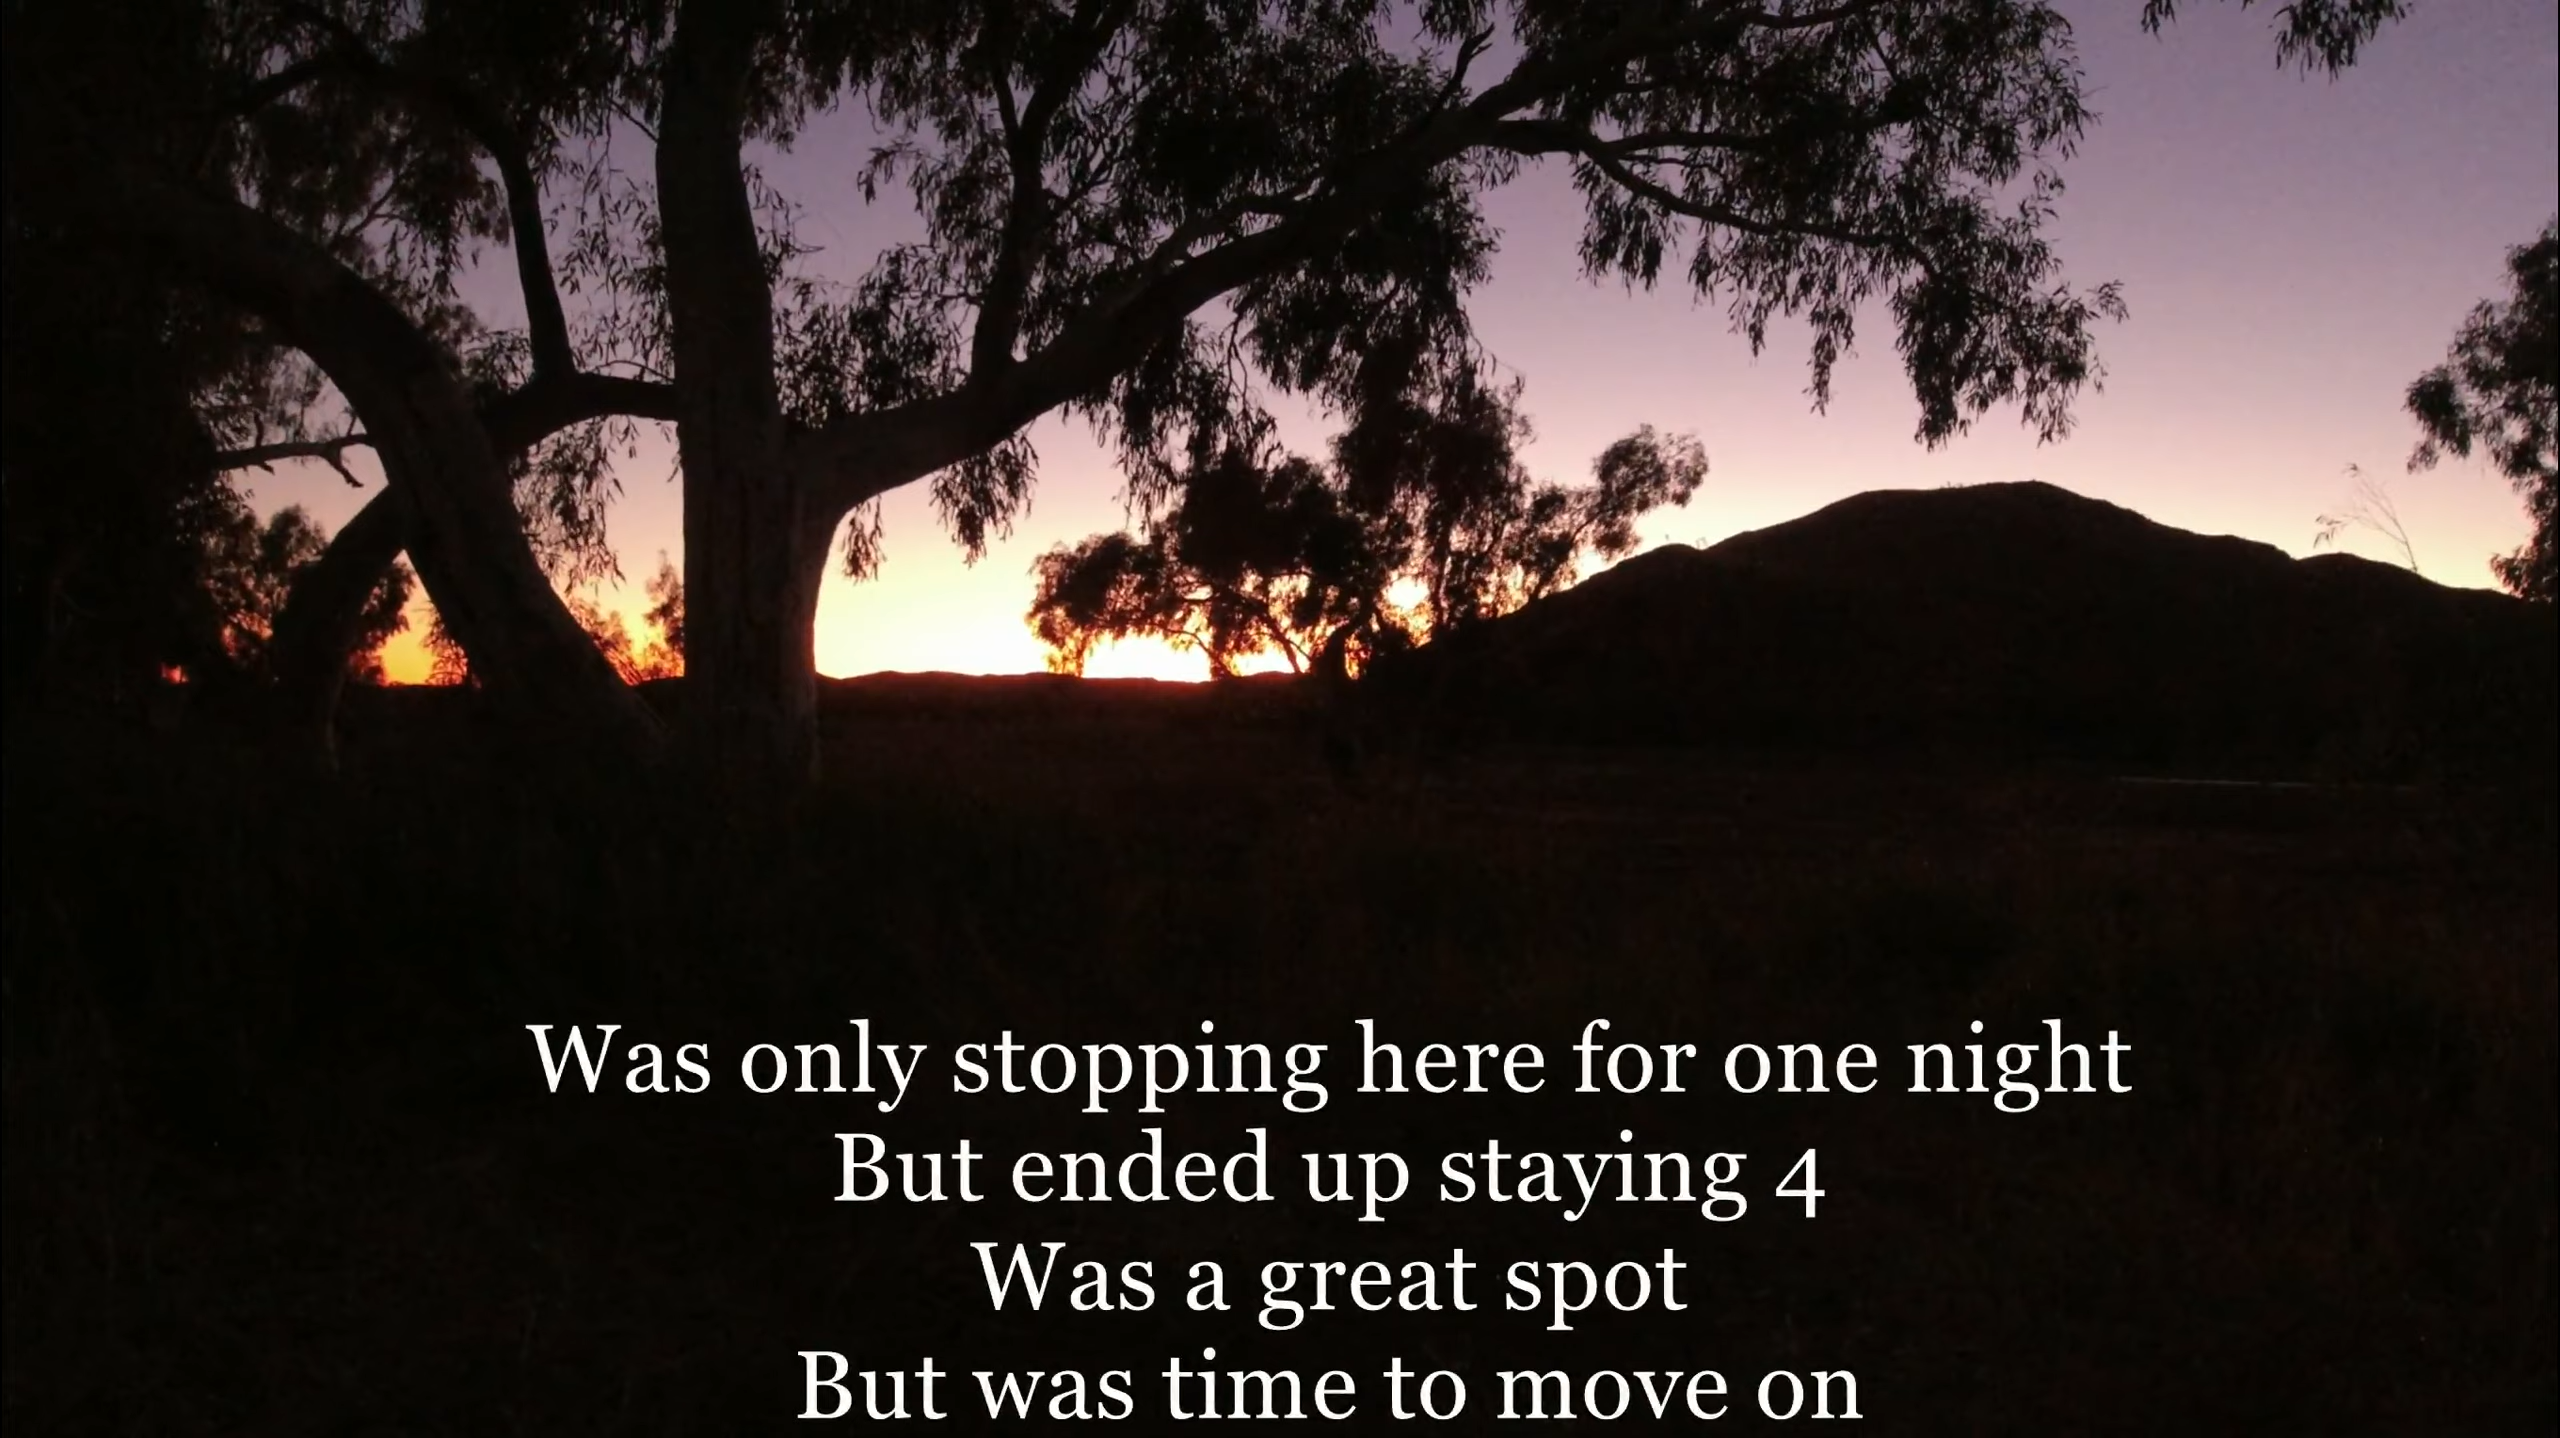 Was only stopping here for one night
But ended up staying 4
Was a great spot
But was time to move on